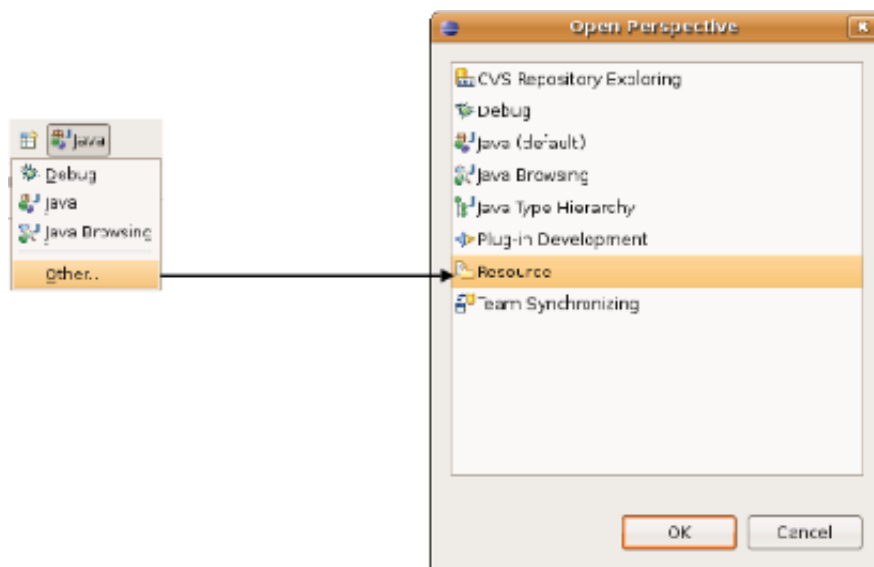 Java
Debug
Java
Java Browsing
Other..
Open Perspective
CVS Repository Exploring
Debug
Java (default)
Java Browsing
Java Type Hierarchy
Plug-in Development
Resource
Team Synchronizing
OK
Cancel